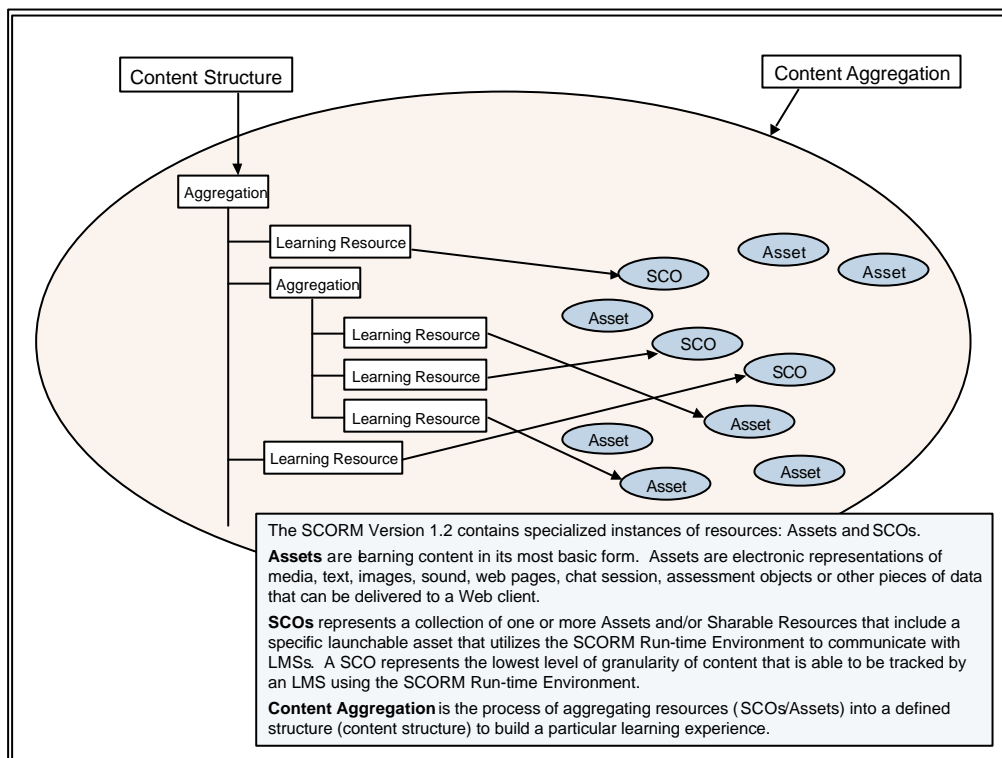 Content Structure
Content Aggregation
Aggregation
Learning Resource
Aggregation
Learning Resource
Learning Resource
Learning Resource
Learning Resource
SCO
Asset
Asset
Asset
SCO
SCO
Asset
Asset
Asset
Asset
The SCORM Version 1.2 contains specialized instances of resources: Assets and SCOs.
Assets are learning content in its most basic form. Assets are electronic representations of
media, text, images, sound, web pages, chat session, assessment objects or other pieces of data
that can be delivered to a Web client.
SCOs represents a collection of one or more Assets and/or Sharable Resources that include a
specific launchable asset that utilizes the SCORM Run-time Environment to communicate with
LMSs. A SCO represents the lowest level of granularity of content that is able to be tracked by
an LMS using the SCORM Run-time Environment.
Content Aggregation is the process of aggregating resources (SCOs/Assets) into a defined
structure (content structure) to build a particular learning experience.